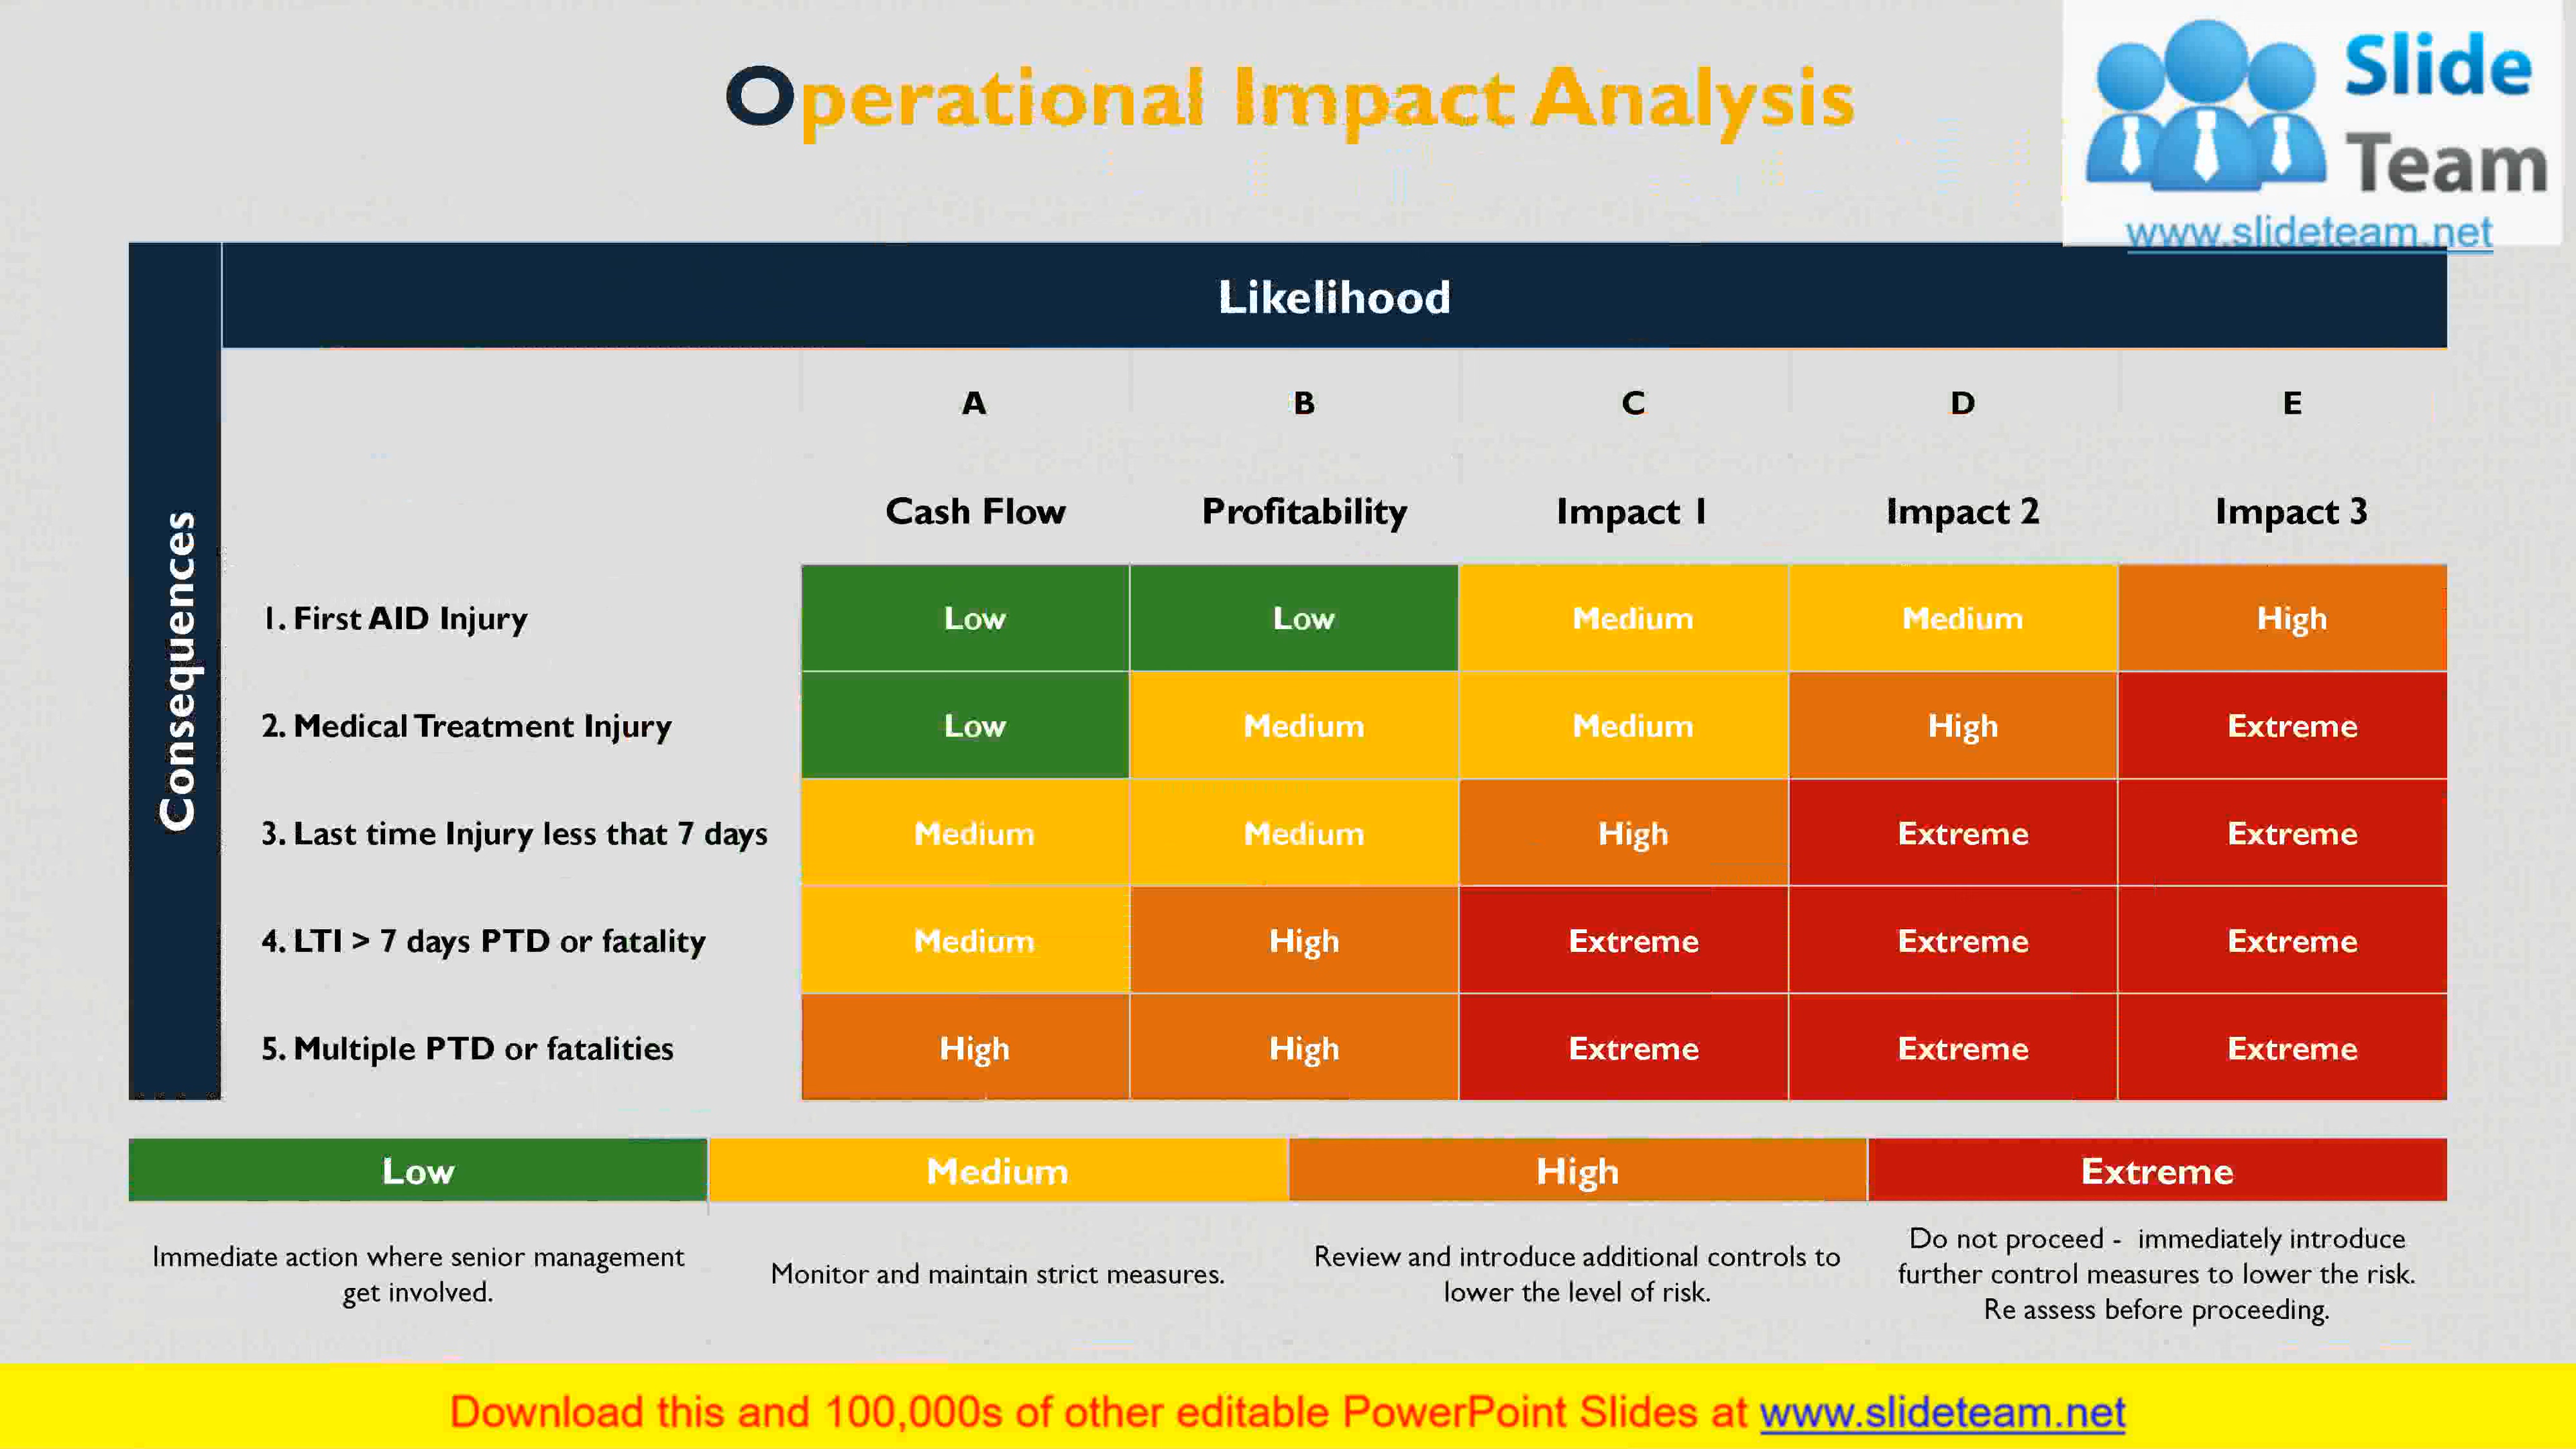 Operational Impact Analysis
Slide
Team
www.slideteam.net
Likelihood
Consequences
A B C D E
Cash Flow Profitability Impact 1 Impact 2 Impact 3
1. First AID Injury Low Low Medium Medium High
2. Medical Treatment Injury Low Medium Medium High Extreme
3. Last time Injury less that 7 days Medium Medium High Extreme Extreme
4. LTI > 7 days PTD or fatality Medium High Extreme Extreme Extreme
5. Multiple PTD or fatalities High High Extreme Extreme Extreme
Low Medium High Extreme
Immediate action where senior management
get involved.
Monitor and maintain strict measures.
Review and introduce additional controls to
lower the level of risk.
Do not proceed - immediately introduce
further control measures to lower the risk.
Re assess before proceeding.
Download this and 100,000s of other editable PowerPoint Slides at www.slideteam.net